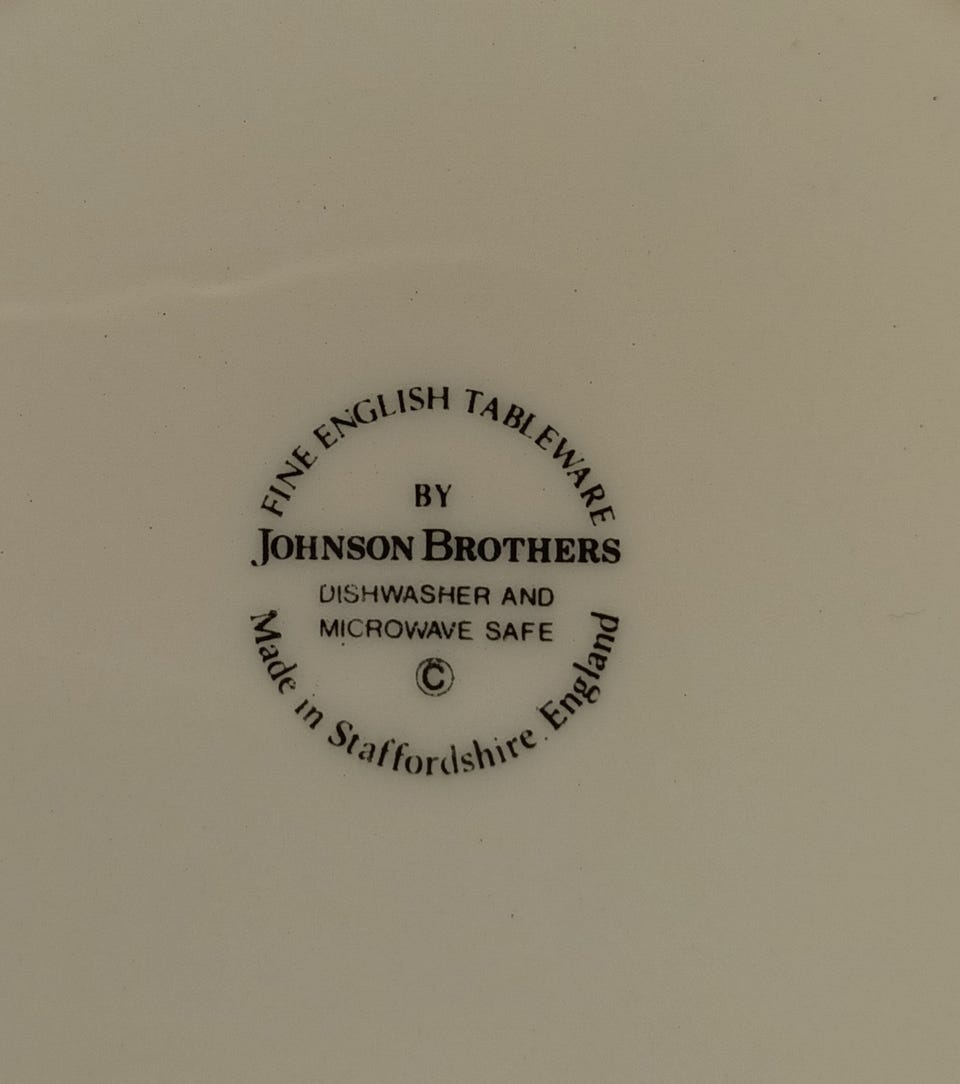 FINE ENGLISH TABLEWARE
BY
JOHNSON BROTHERS
DISHWASHER AND
MICROWAVE SAFE
©
Made in Staffordshire. England